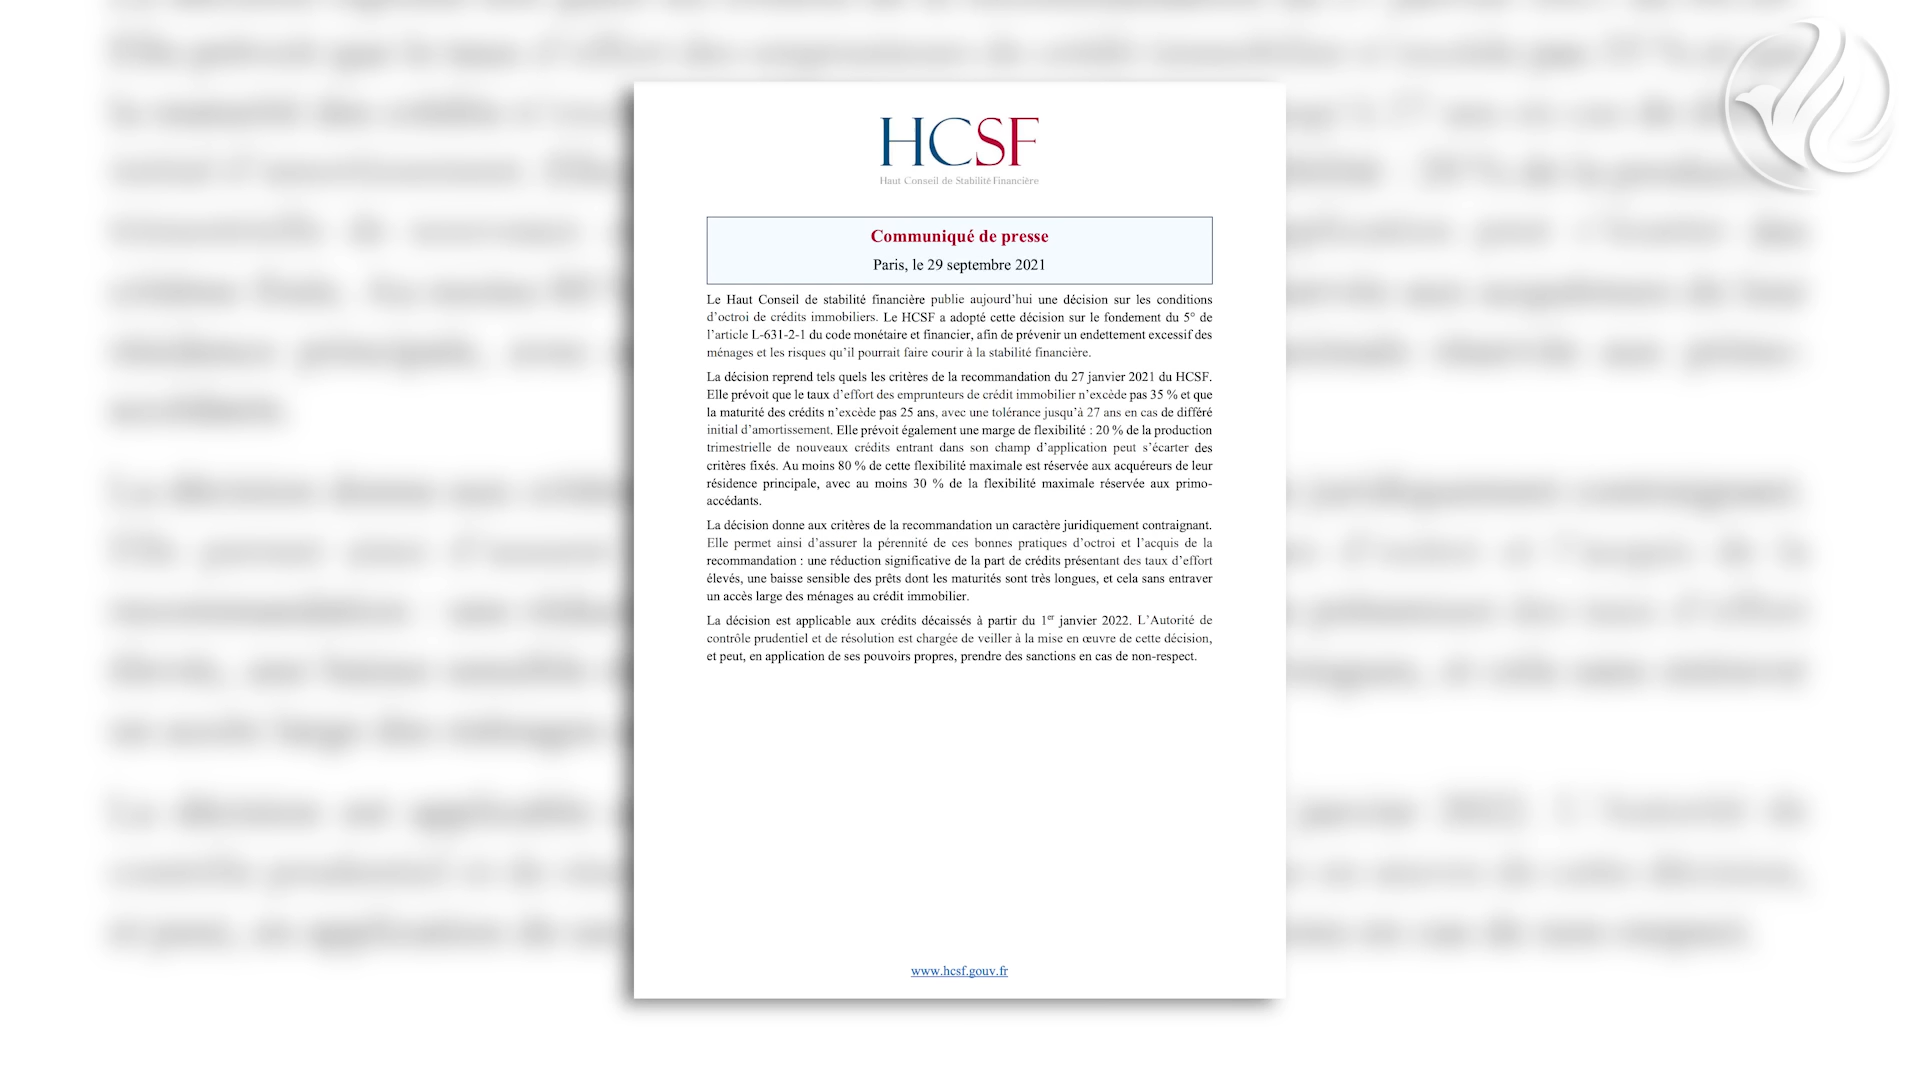 HCSF
Haut Conseil de Stabilité Financière
Communiqué de presse
Paris, le 29 septembre 2021
Le Haut Conseil de stabilité financière publie aujourd’hui une décision sur les conditions
d’octroi de crédits immobiliers. Le HCSF a adopté cette décision sur le fondement du 5° de
l’article L-631-2-1 du code monétaire et financier, afin de prévenir un endettement excessif des
ménages et les risques qu’il pourrait faire courir à la stabilité financière.
La décision reprend tels quels les critères de la recommandation du 27 janvier 2021 du HCSF.
Elle prévoit que le taux d’effort des emprunteurs de crédit immobilier n’excède pas 35 % et que
la maturité des crédits n’excède pas 25 ans, avec une tolérance jusqu’à 27 ans en cas de différé
initial d’amortissement. Elle prévoit également une marge de flexibilité : 20 % de la production
trimestrielle de nouveaux crédits entrant dans son champ d’application peut s’écarter des
critères fixés. Au moins 80 % de cette flexibilité maximale est réservée aux acquéreurs de leur
résidence principale, avec au moins 30 % de la flexibilité maximale réservée aux primo-
accédants.
La décision donne aux critères de la recommandation un caractère juridiquement contraignant.
Elle permet ainsi d’assurer la pérennité de ces bonnes pratiques d’octroi et l’acquis de la
recommandation : une réduction significative de la part de crédits présentant des taux d’effort
élevés, une baisse sensible des prêts dont les maturités sont très longues, et cela sans entraver
un accès large des ménages au crédit immobilier.
La décision est applicable aux crédits décaissés à partir du 1er janvier 2022. L’Autorité de
contrôle prudentiel et de résolution est chargée de veiller à la mise en œuvre de cette décision,
et peut, en application de ses pouvoirs propres, prendre des sanctions en cas de non-respect.
www.hcsf.gouv.fr